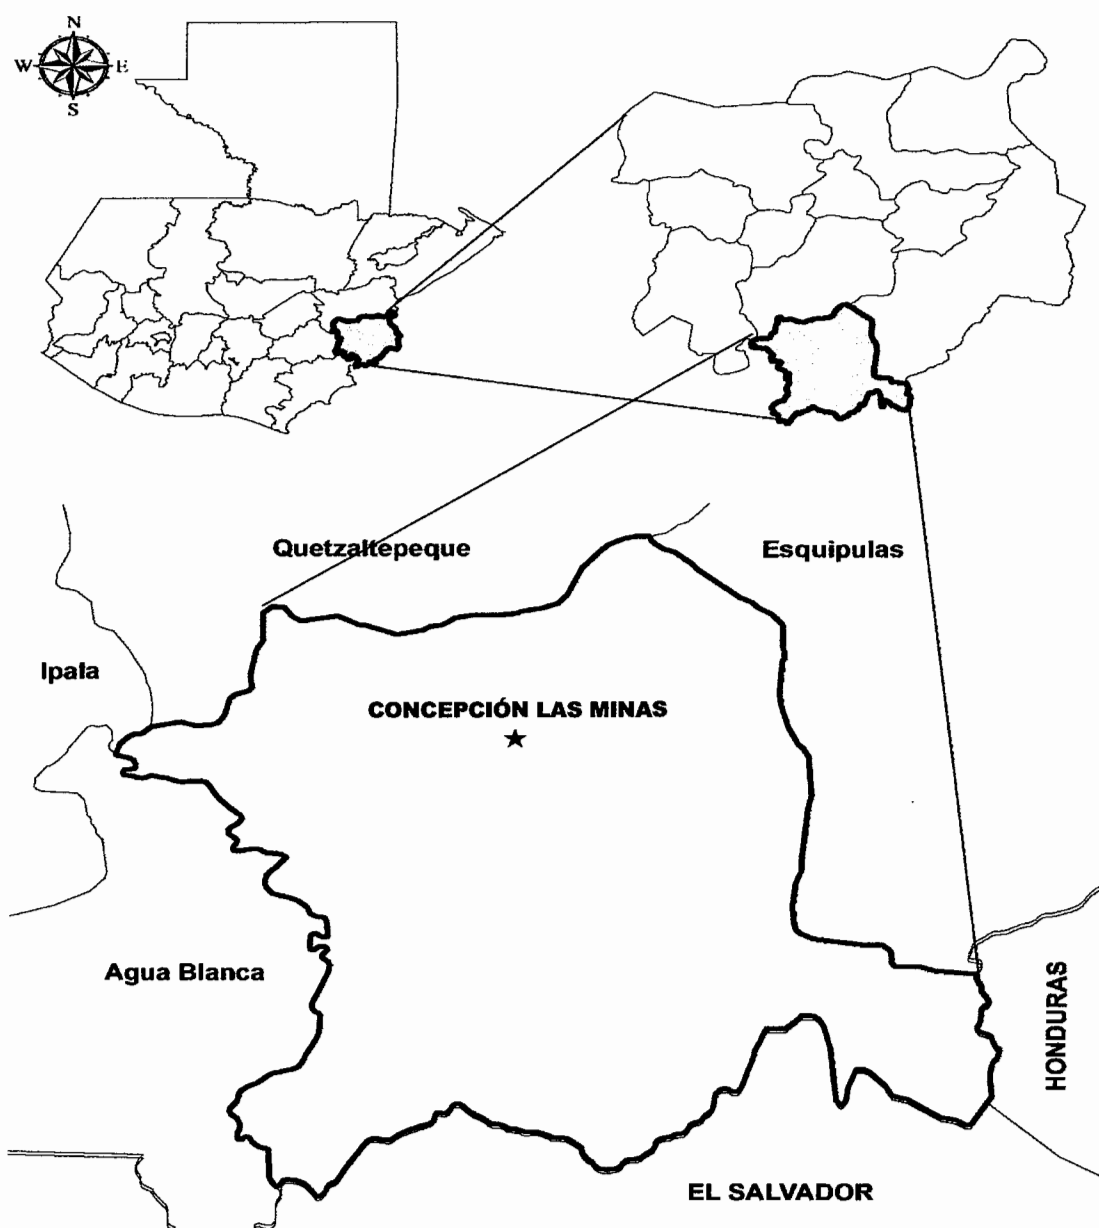 N
W E
S
Quetzaltepeque
Esquipulas
Ipala
CONCEPCIÓN LAS MINAS
Agua Blanca
HONDURAS
EL SALVADOR